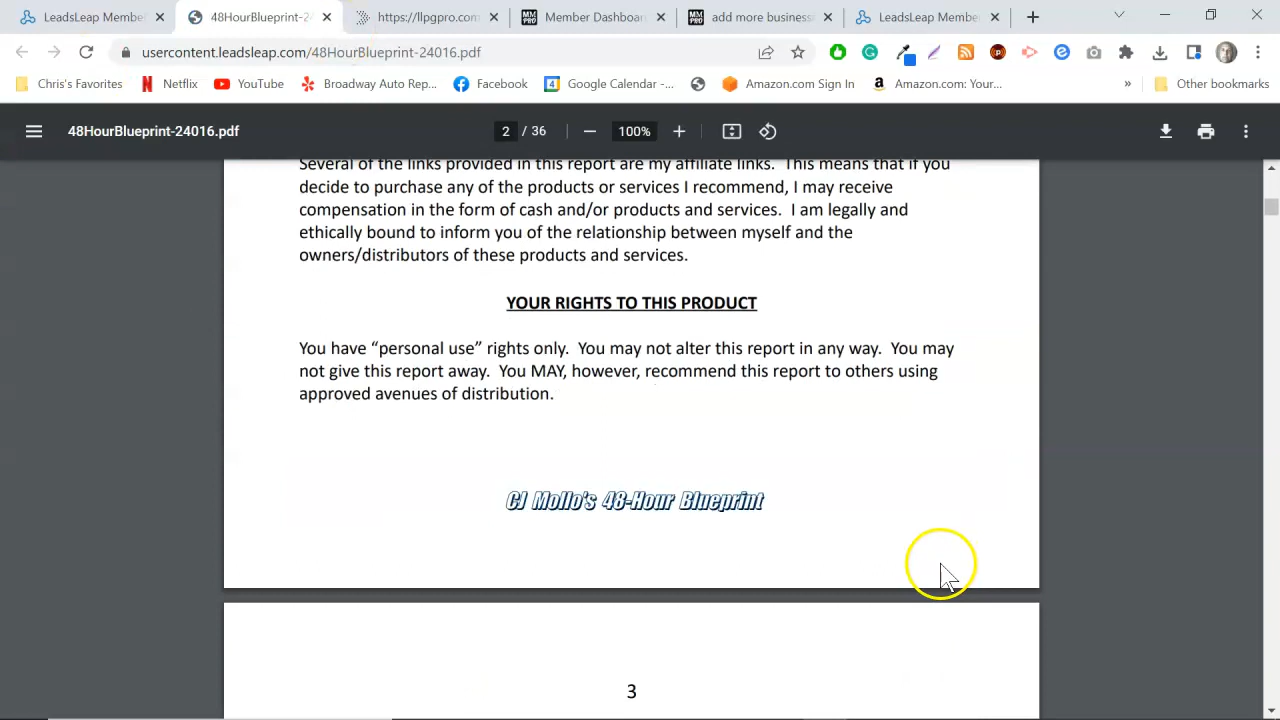 LeadsLeap Membe
48HourBlueprint-2
https://llpgpro.com
Member Dashboar
add more business
LeadsLeap Membe
usercontent.leadsleap.com/48HourBlueprint-24016.pdf
Chris's Favorites
Netflix
YouTube
Broadway Auto Rep...
Facebook
Google Calendar -...
Amazon.com Sign In
Amazon.com: Your...
»
Other bookmarks
48HourBlueprint-24016.pdf
2 / 36
100%
Several of the links provided in this report are my affiliate links. This means that if you
decide to purchase any of the products or services I recommend, I may receive
compensation in the form of cash and/or products and services. I am legally and
ethically bound to inform you of the relationship between myself and the
owners/distributors of these products and services.
YOUR RIGHTS TO THIS PRODUCT
You have “personal use” rights only. You may not alter this report in any way. You may
not give this report away. You MAY, however, recommend this report to others using
approved avenues of distribution.
CJ Mollo's 48-Hour Blueprint
3